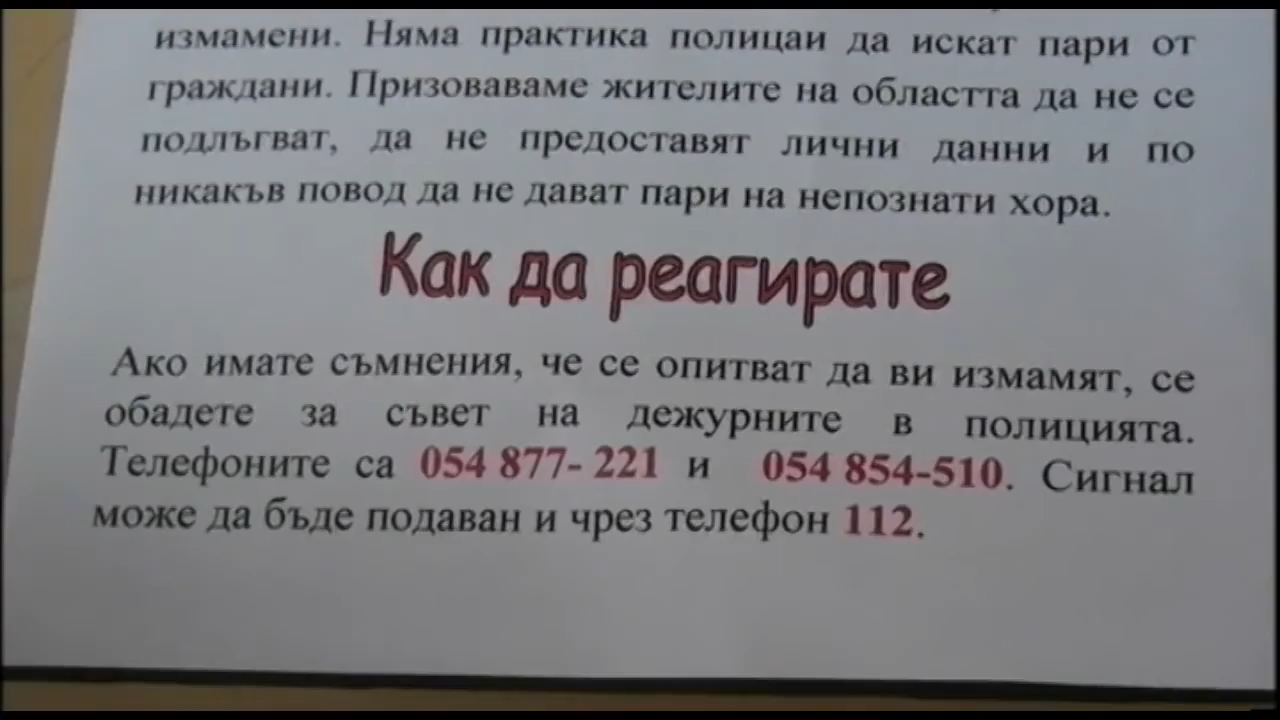 измамени. Няма практика полицаи да искат пари от
граждани. Призоваваме жителите на областта да не се
подлъгват, да не предоставят лични данни и по
никакъв повод да не дават пари на непознати хора.
Как да реагирате
Ако имате съмнения, че се опитват да ви измамят, се
обадете за съвет на дежурните в полицията.
Телефоните са 054 877- 221 и 054 854-510. Сигнал
може да бъде подаван и чрез телефон 112.